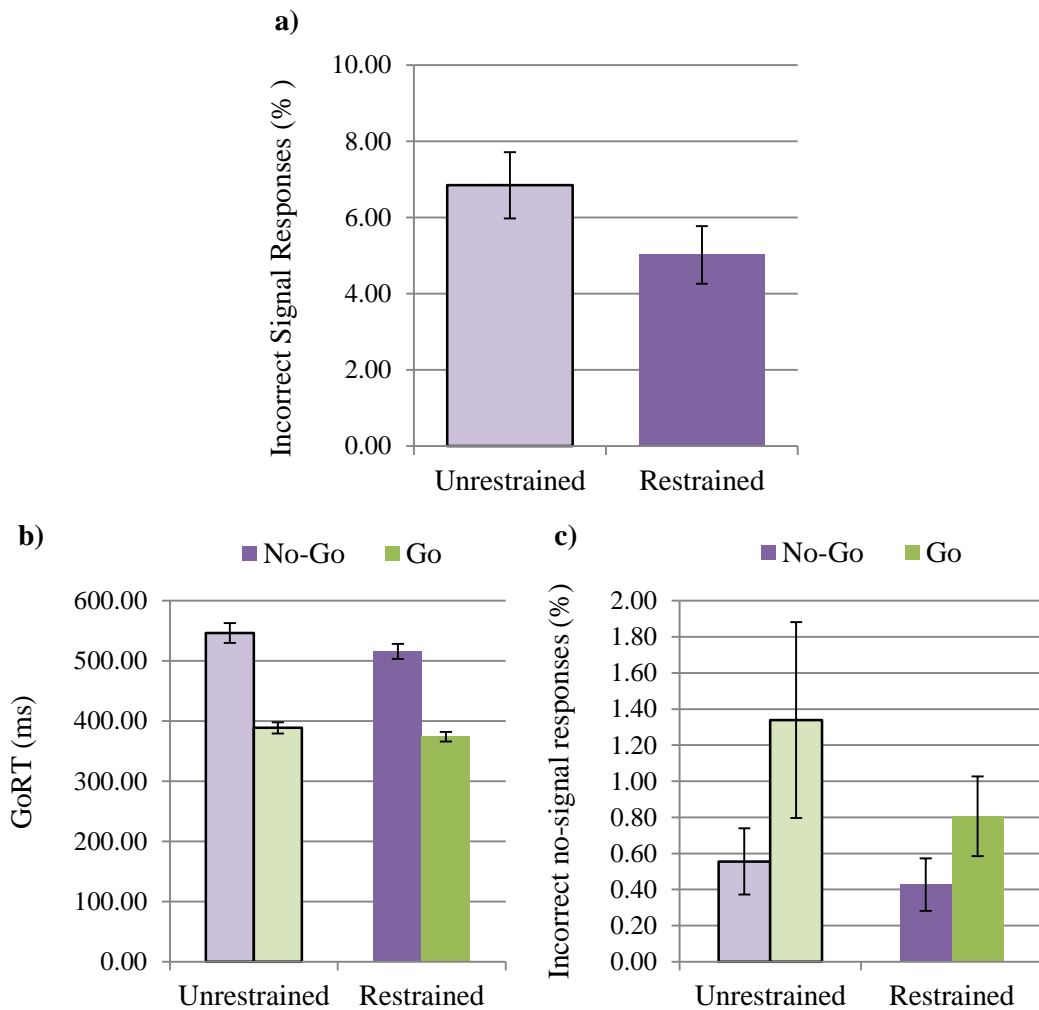 a)
Incorrect Signal Responses (% )
10.00
8.00
6.00
4.00
2.00
0.00
Unrestrained Restrained
b)
No-Go Go
GoRT (ms)
600.00
500.00
400.00
300.00
200.00
100.00
0.00
Unrestrained Restrained
c)
No-Go Go
Incorrect no-signal responses (%)
2.00
1.80
1.60
1.40
1.20
1.00
0.80
0.60
0.40
0.20
0.00
Unrestrained Restrained